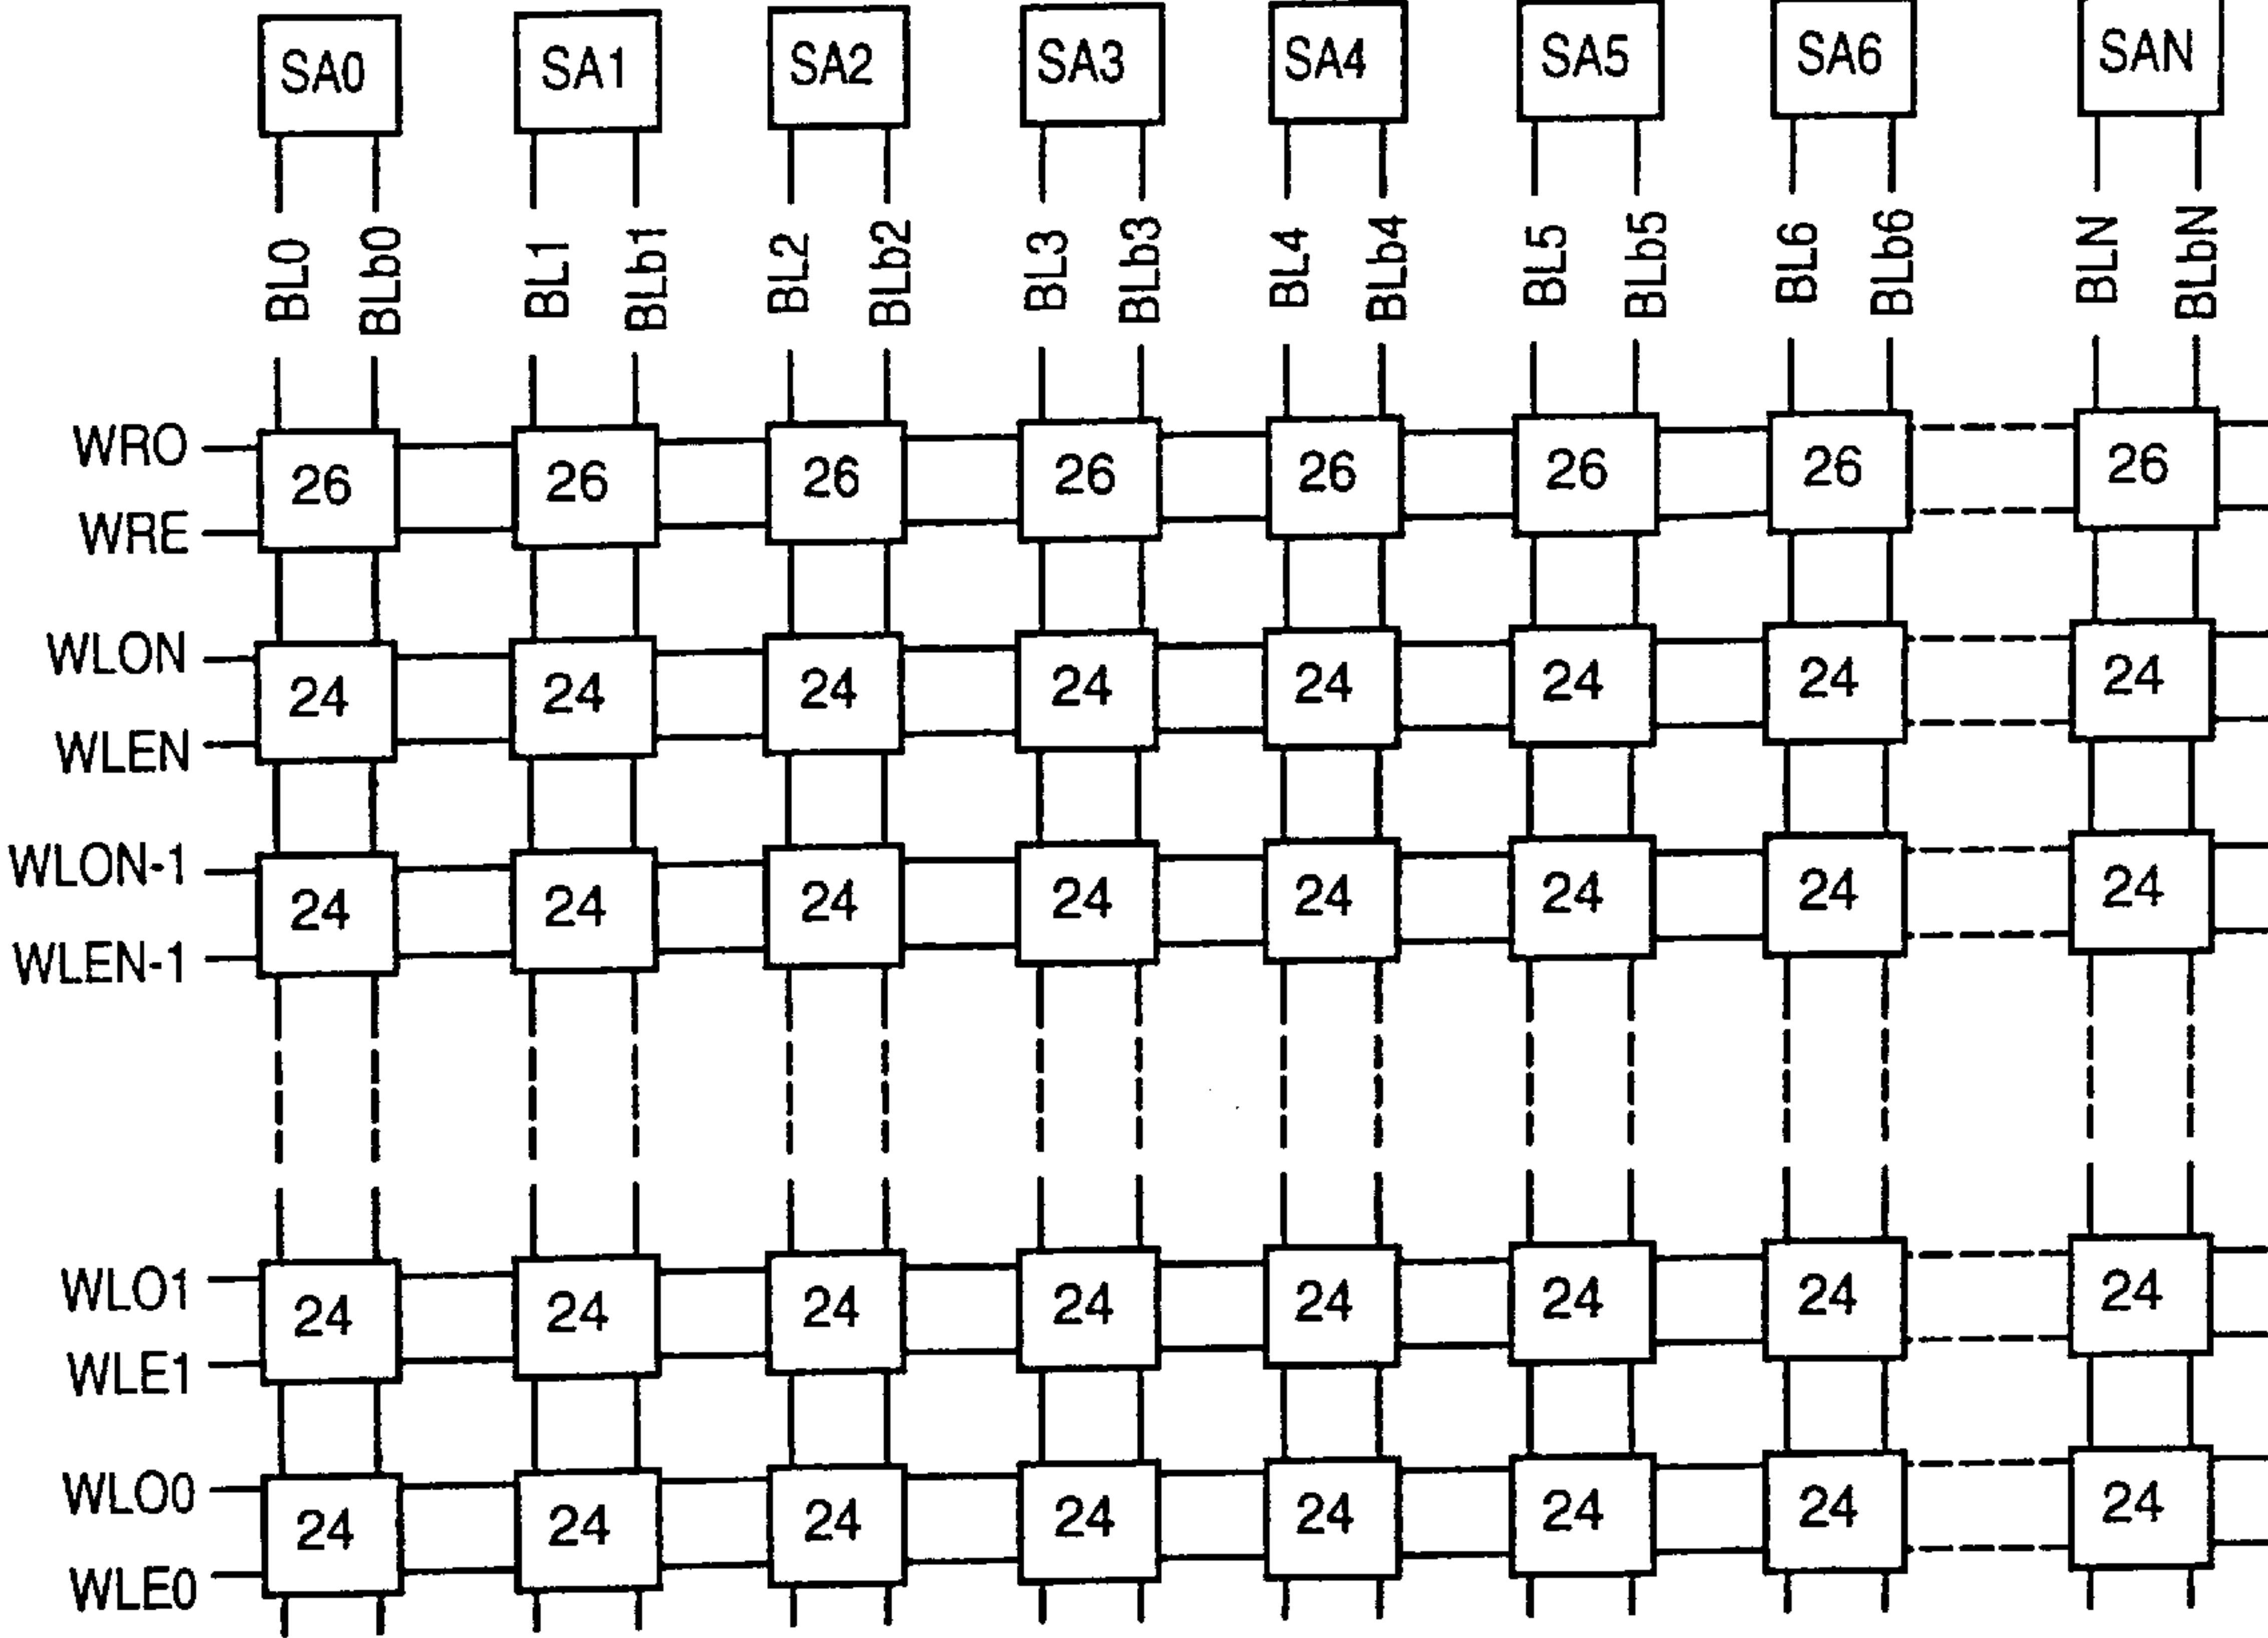 SA0 SA1 SA2 SA3 SA4 SA5 SA6 SAN
BL0 BLb0 BL1 BLb1 BL2 BLb2 BL3 BLb3 BL4 BLb4 BL5 BLb5 BL6 BLb6 BLN BLbN
WRO
26 26 26 26 26 26 26 26
WRE
WLON
24 24 24 24 24 24 24 24
WLEN
WLON-1
24 24 24 24 24 24 24 24
WLEN-1
WLO1
24 24 24 24 24 24 24 24
WLE1
WLO0
24 24 24 24 24 24 24 24
WLE0